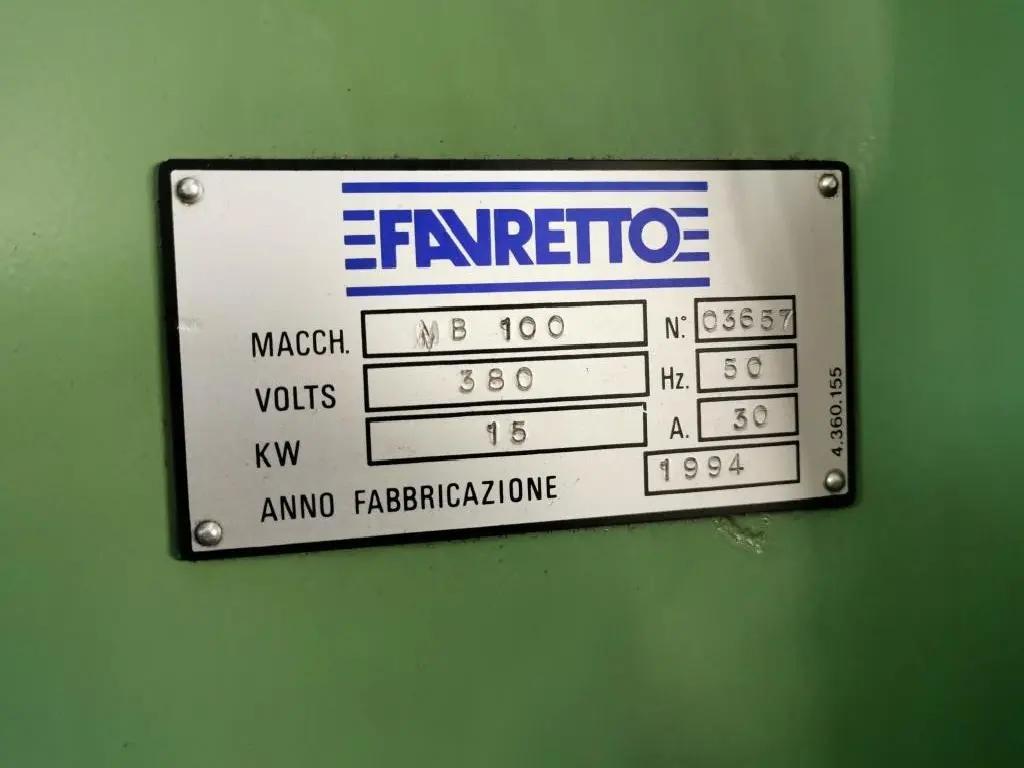 FAVRETTO
MACCH. MB 100 N° 03657
VOLTS 380 Hz. 50
KW 15 A. 30
ANNO FABBRICAZIONE 1994
4.360.155